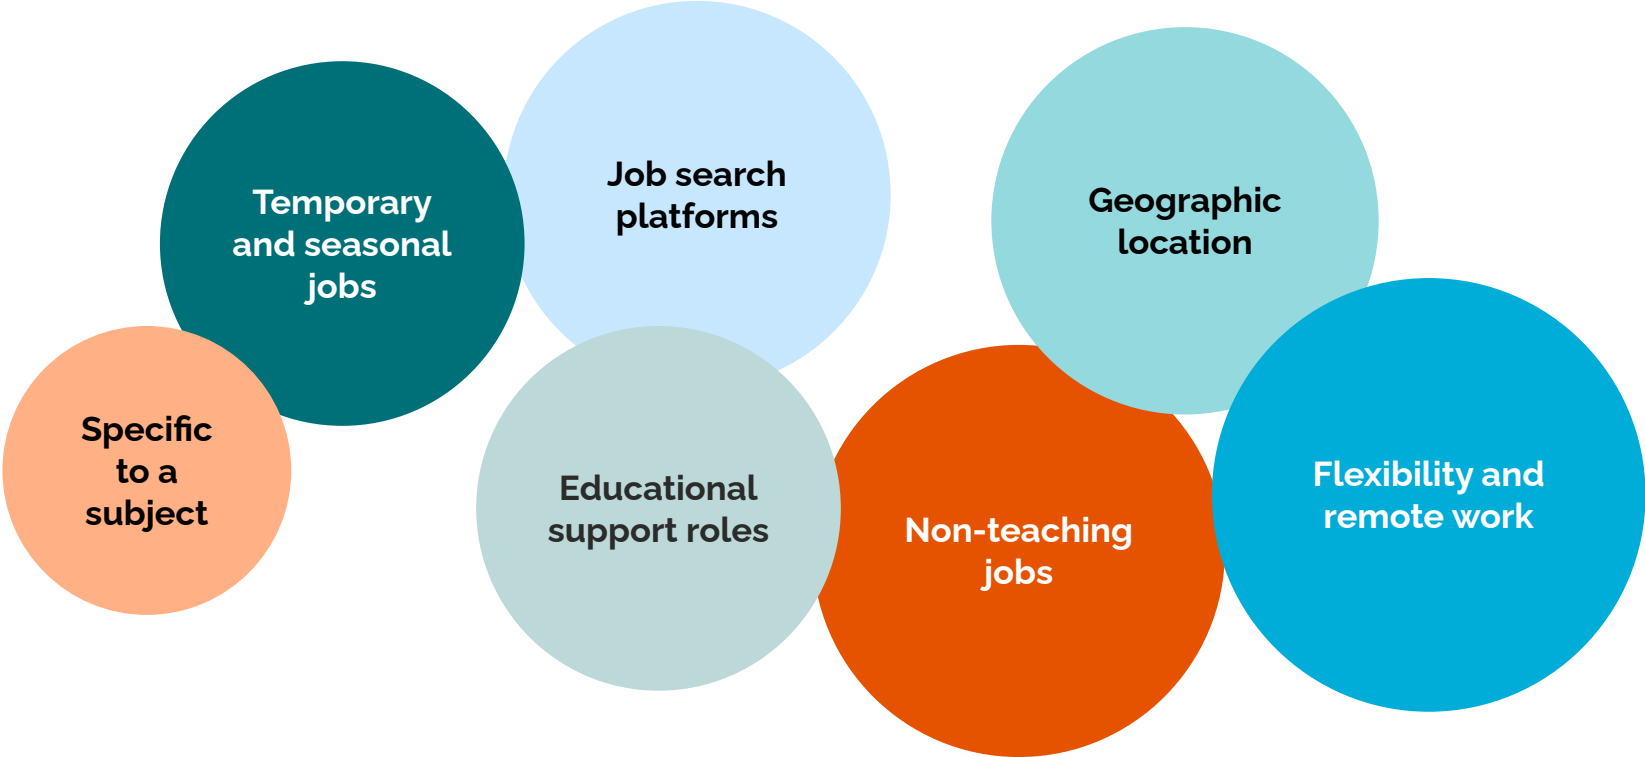 Temporary
and seasonal
jobs
Job search
platforms
Geographic
location
Specific
to a
subject
Educational
support roles
Non-teaching
jobs
Flexibility and
remote work